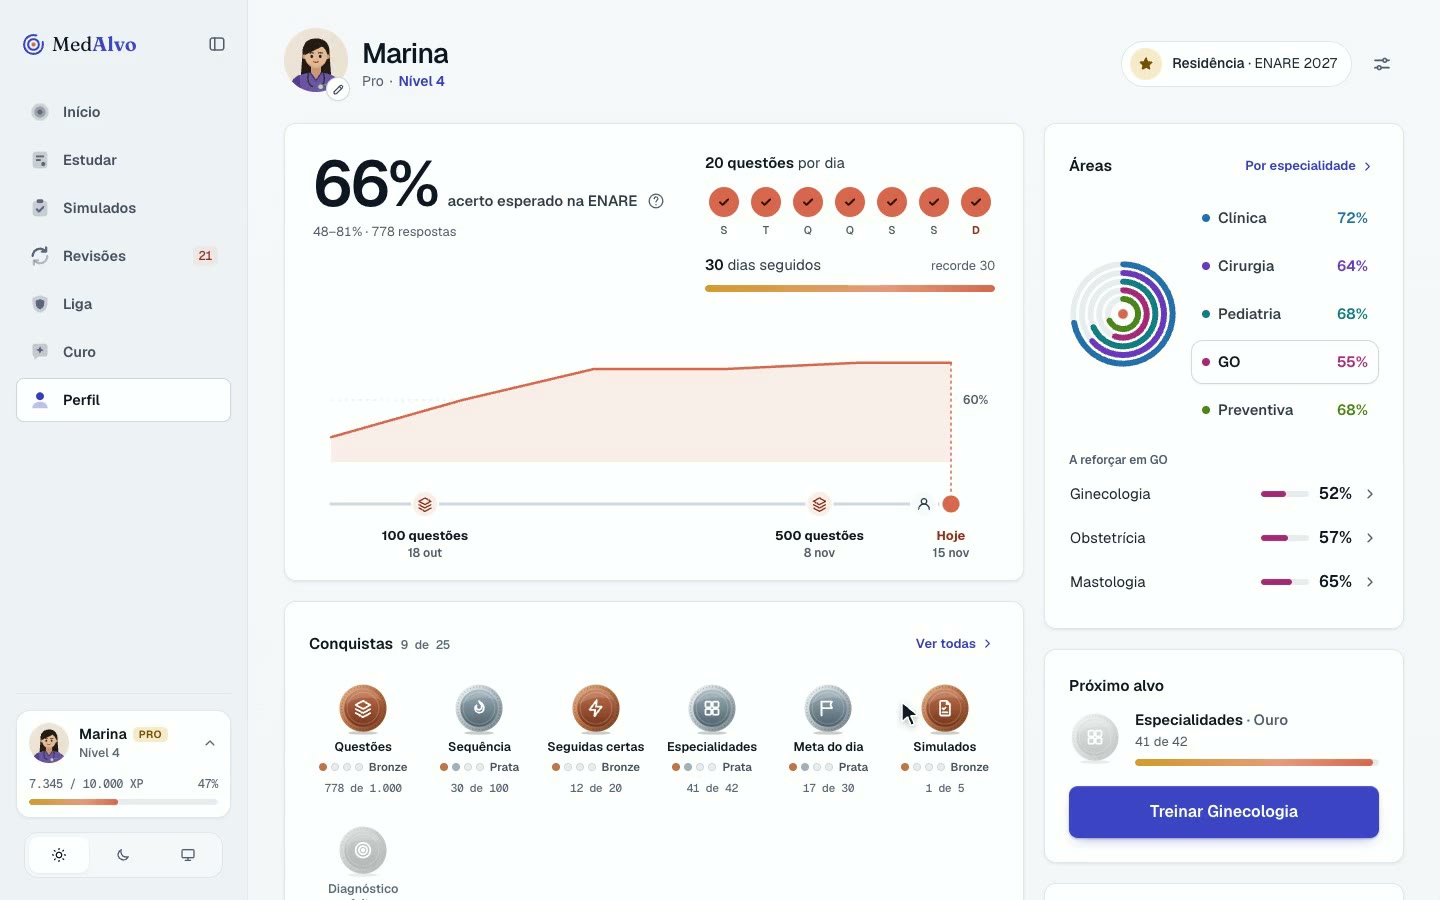 MedAlvo
Início
Estudar
Simulados
Revisões 21
Liga
Curo
Perfil
Marina PRO
Nível 4
7.345 / 10.000 XP 47%
Marina
Pro · Nível 4
Residência · ENARE 2027
66% acerto esperado na ENARE
48–81% · 778 respostas
20 questões por dia
S T Q Q S S D
30 dias seguidos recorde 30
60%
100 questões
18 out
500 questões
8 nov
Hoje
15 nov
Conquistas 9 de 25 Ver todas
Questões
Bronze
778 de 1.000
Sequência
Prata
30 de 100
Seguidas certas
Bronze
12 de 20
Especialidades
Prata
41 de 42
Meta do dia
Prata
17 de 30
Simulados
Bronze
1 de 5
Diagnóstico
Áreas Por especialidade
Clínica 72%
Cirurgia 64%
Pediatria 68%
GO 55%
Preventiva 68%
A reforçar em GO
Ginecologia 52%
Obstetrícia 57%
Mastologia 65%
Próximo alvo
Especialidades · Ouro
41 de 42
Treinar Ginecologia